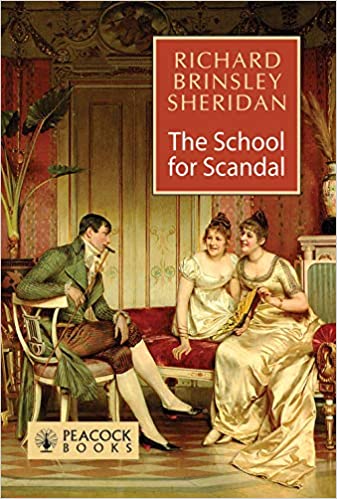 RICHARD
BRINSLEY
SHERIDAN
The School
for Scandal
PEACOCK
BOOKS